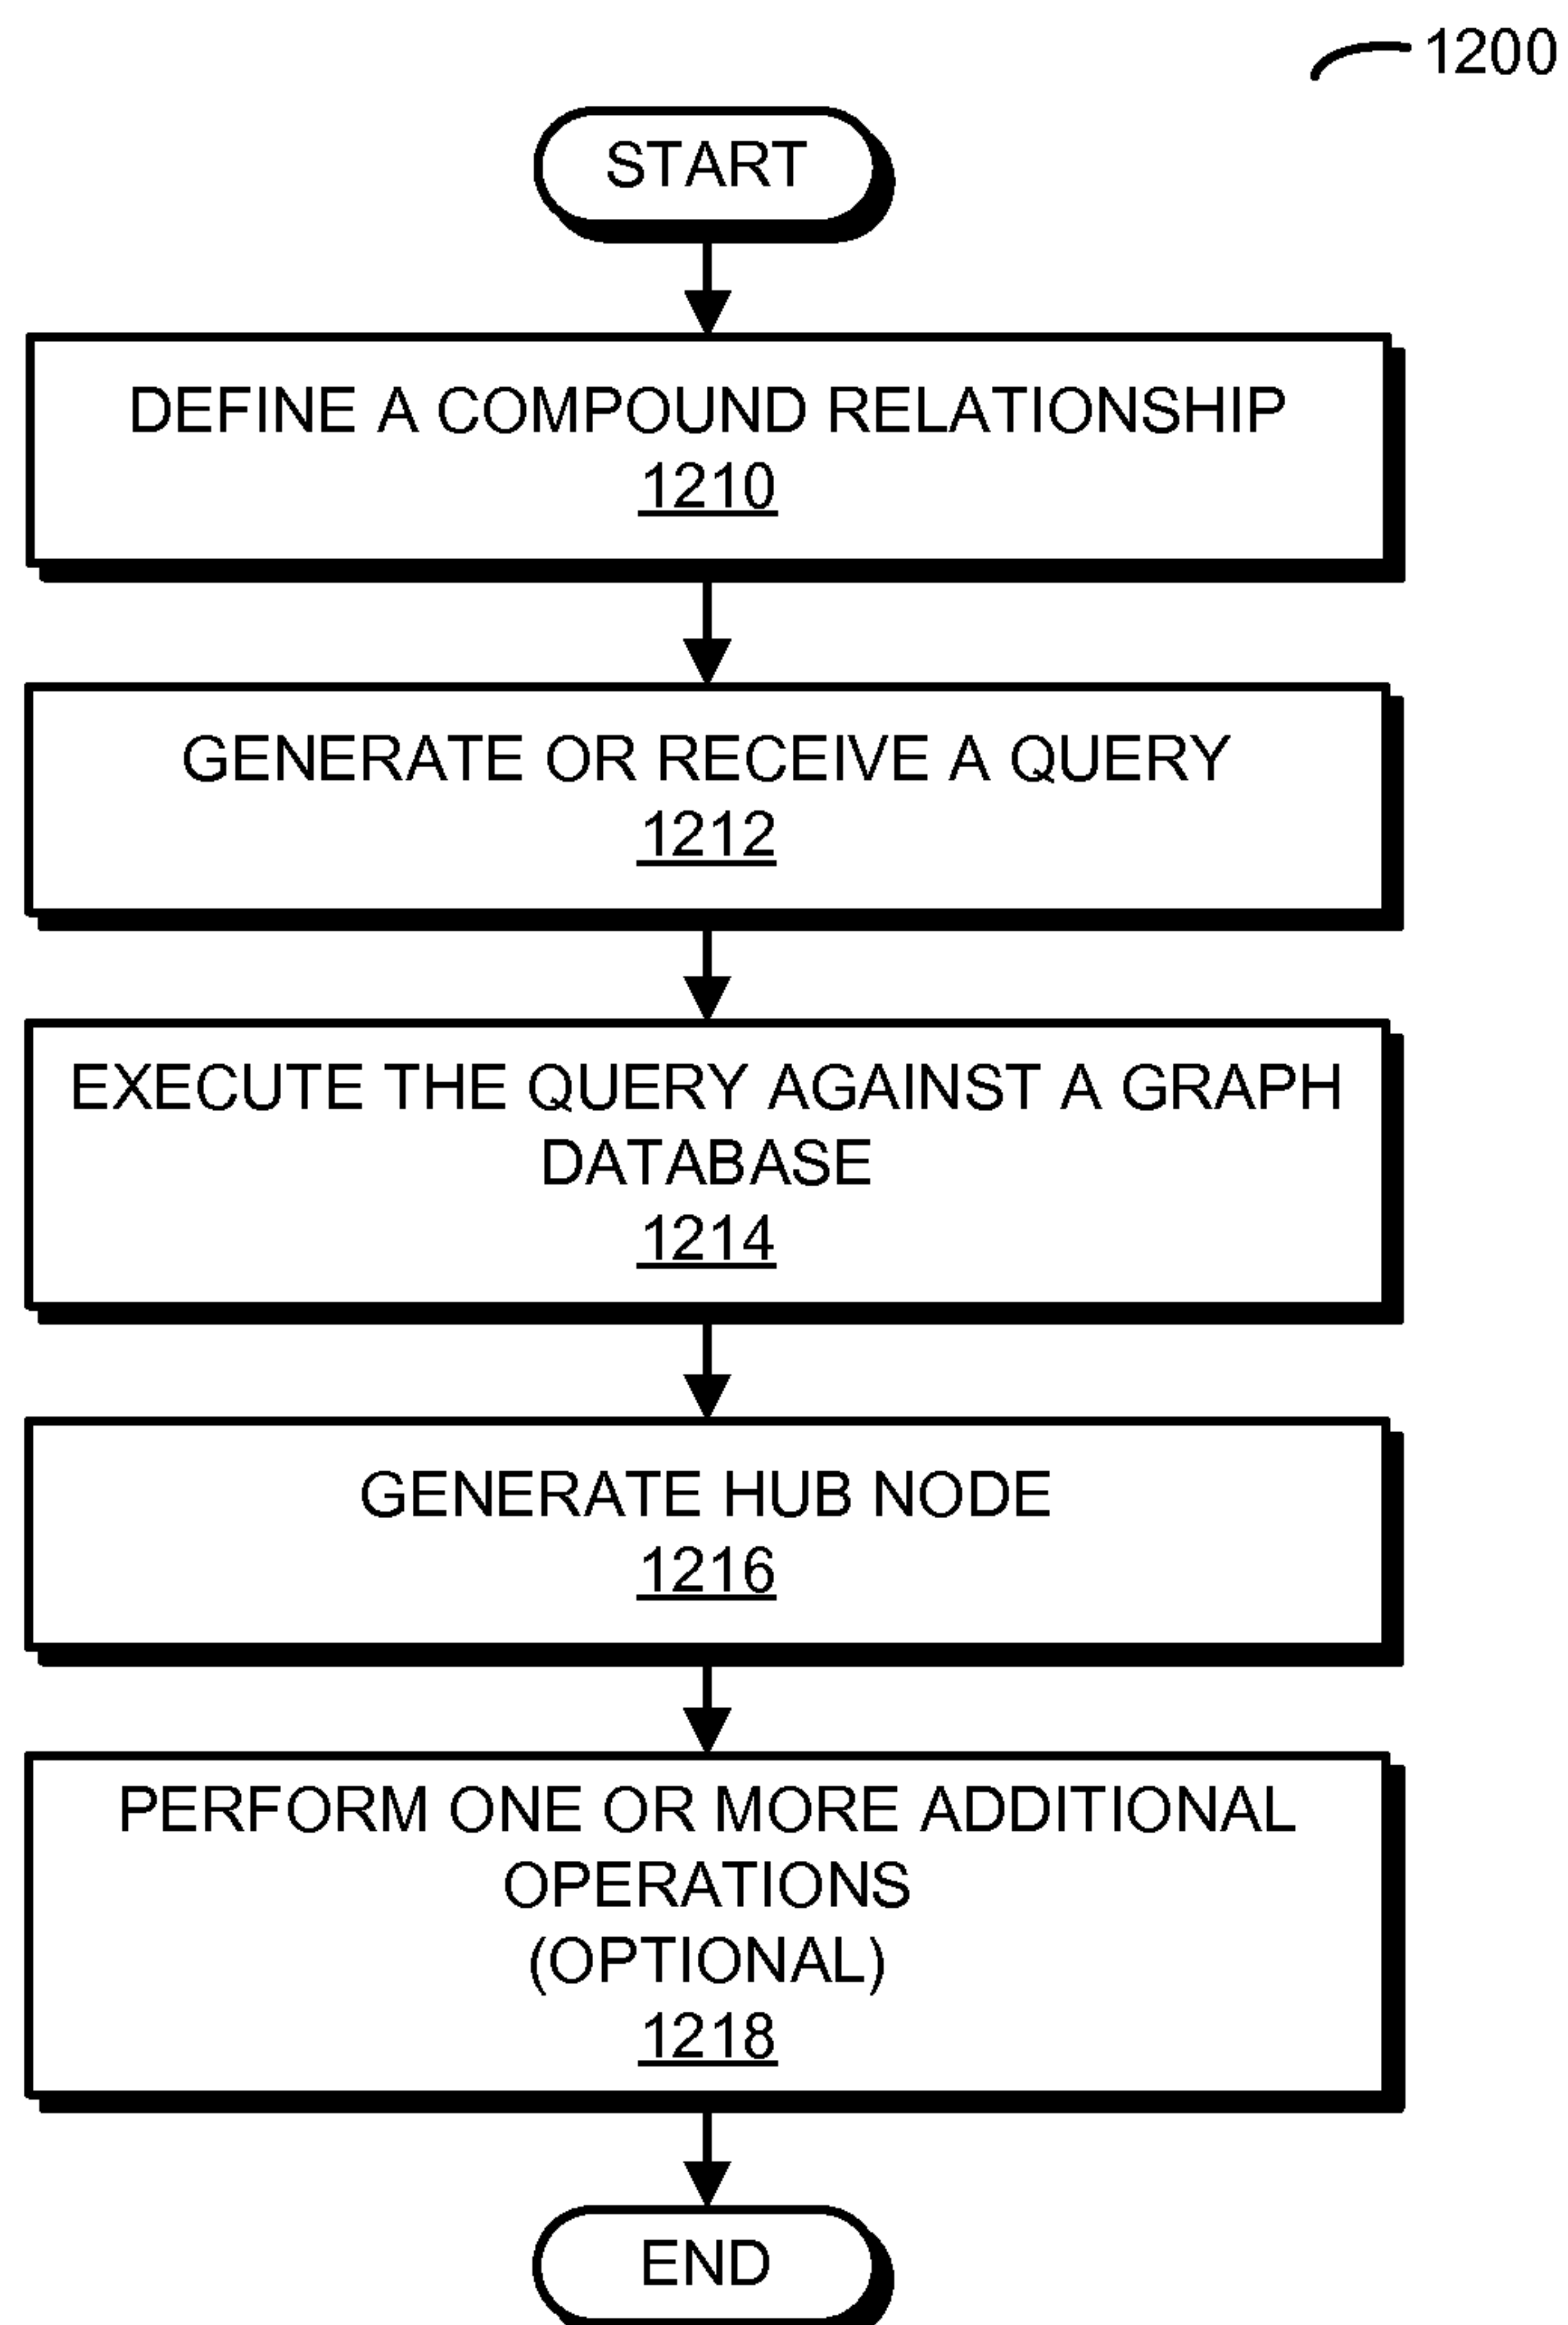 1200
START
DEFINE A COMPOUND RELATIONSHIP
1210
GENERATE OR RECEIVE A QUERY
1212
EXECUTE THE QUERY AGAINST A GRAPH
DATABASE
1214
GENERATE HUB NODE
1216
PERFORM ONE OR MORE ADDITIONAL
OPERATIONS
(OPTIONAL)
1218
END